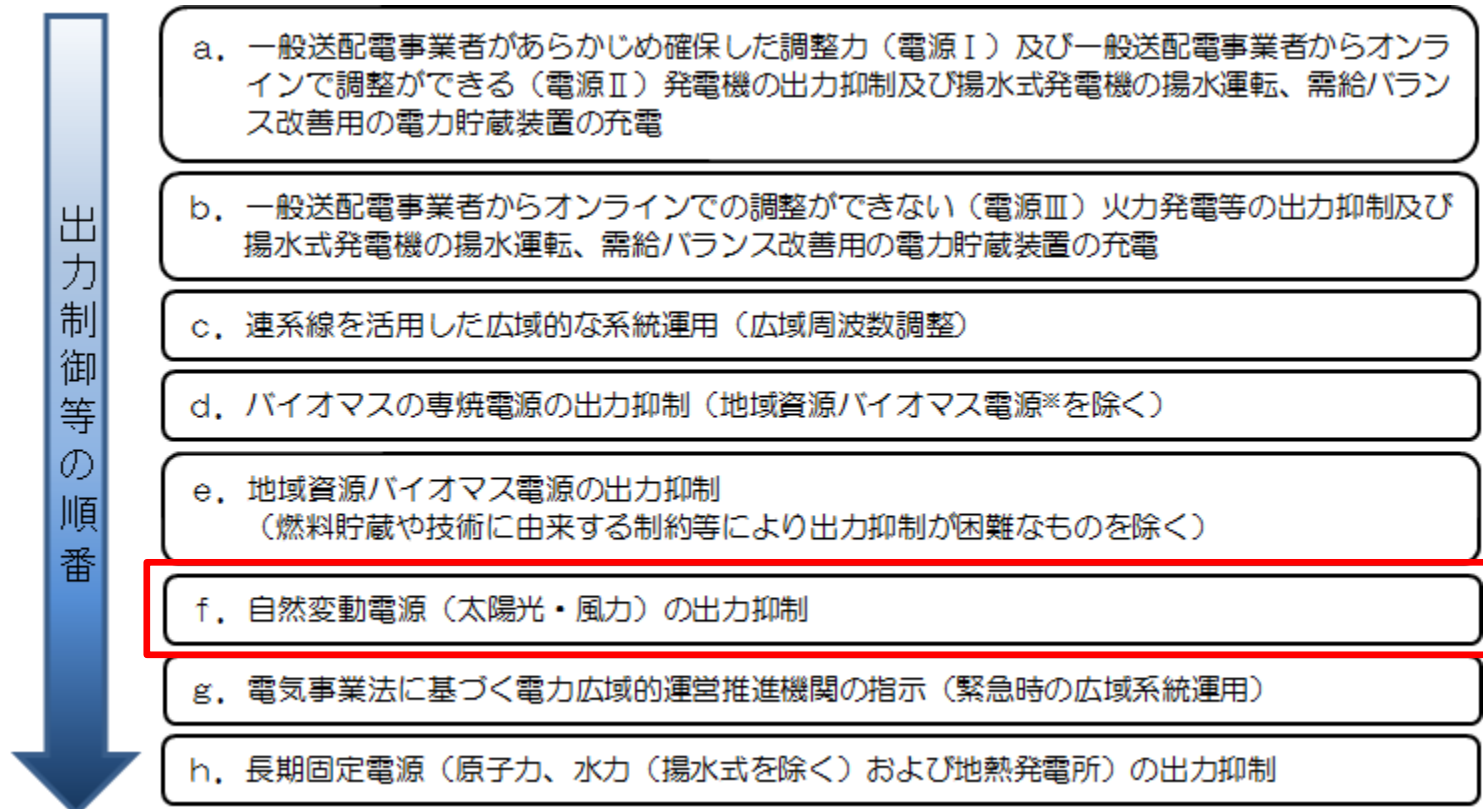 出力制御等の順番
a．一般送配電事業者があらかじめ確保した調整力（電源Ⅰ）及び一般送配電事業者からオンラ
インで調整ができる（電源Ⅱ）発電機の出力抑制及び揚水式発電機の揚水運転、需給バラン
ス改善用の電力貯蔵装置の充電
b．一般送配電事業者からオンラインでの調整ができない（電源Ⅲ）火力発電等の出力抑制及び
揚水式発電機の揚水運転、需給バランス改善用の電力貯蔵装置の充電
c．連系線を活用した広域的な系統運用（広域周波数調整）
d．バイオマスの専焼電源の出力抑制（地域資源バイオマス電源※を除く）
e．地域資源バイオマス電源の出力抑制
（燃料貯蔵や技術に由来する制約等により出力抑制が困難なものを除く）
f．自然変動電源（太陽光・風力）の出力抑制
g．電気事業法に基づく電力広域的運営推進機関の指示（緊急時の広域系統運用）
h．長期固定電源（原子力、水力（揚水式を除く）および地熱発電所）の出力抑制